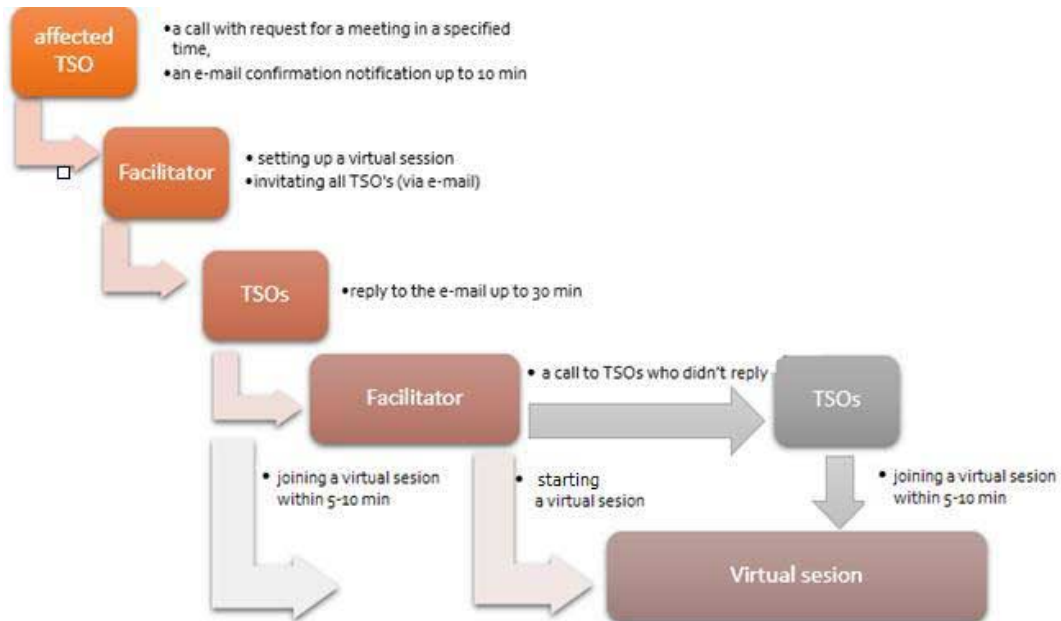 affected
TSO
•a call with request for a meeting in a specified
time,
•an e-mail confirmation notification up to 10 min
Facilitator
• setting up a virtual session
•invitating all TSO's (via e-mail)
TSOs
•reply to the e-mail up to 30 min
Facilitator
• a call to TSOs who didn't reply
TSOs
• joining a virtual sesion
within 5-10 min
• starting
a virtual sesion
• joining a virtual sesion
within 5-10 min
Virtual sesion